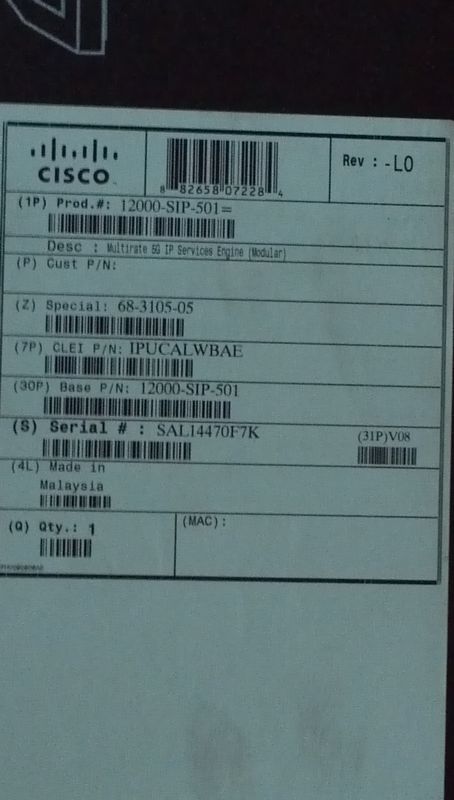 CISCO
8 82658 07228 4
Rev : -L0
(1P) Prod.#: 12000-SIP-501=
Desc : Multirate 5G IP Services Engine (Modular)
(P) Cust P/N:
(Z) Special: 68-3105-05
(7P) CLEI P/N: IPUCALWBAE
(30P) Base P/N: 12000-SIP-501
(S) Serial # : SAL14470F7K
(31P)V08
(4L) Made in
Malaysia
(Q) Qty.: 1
(MAC):